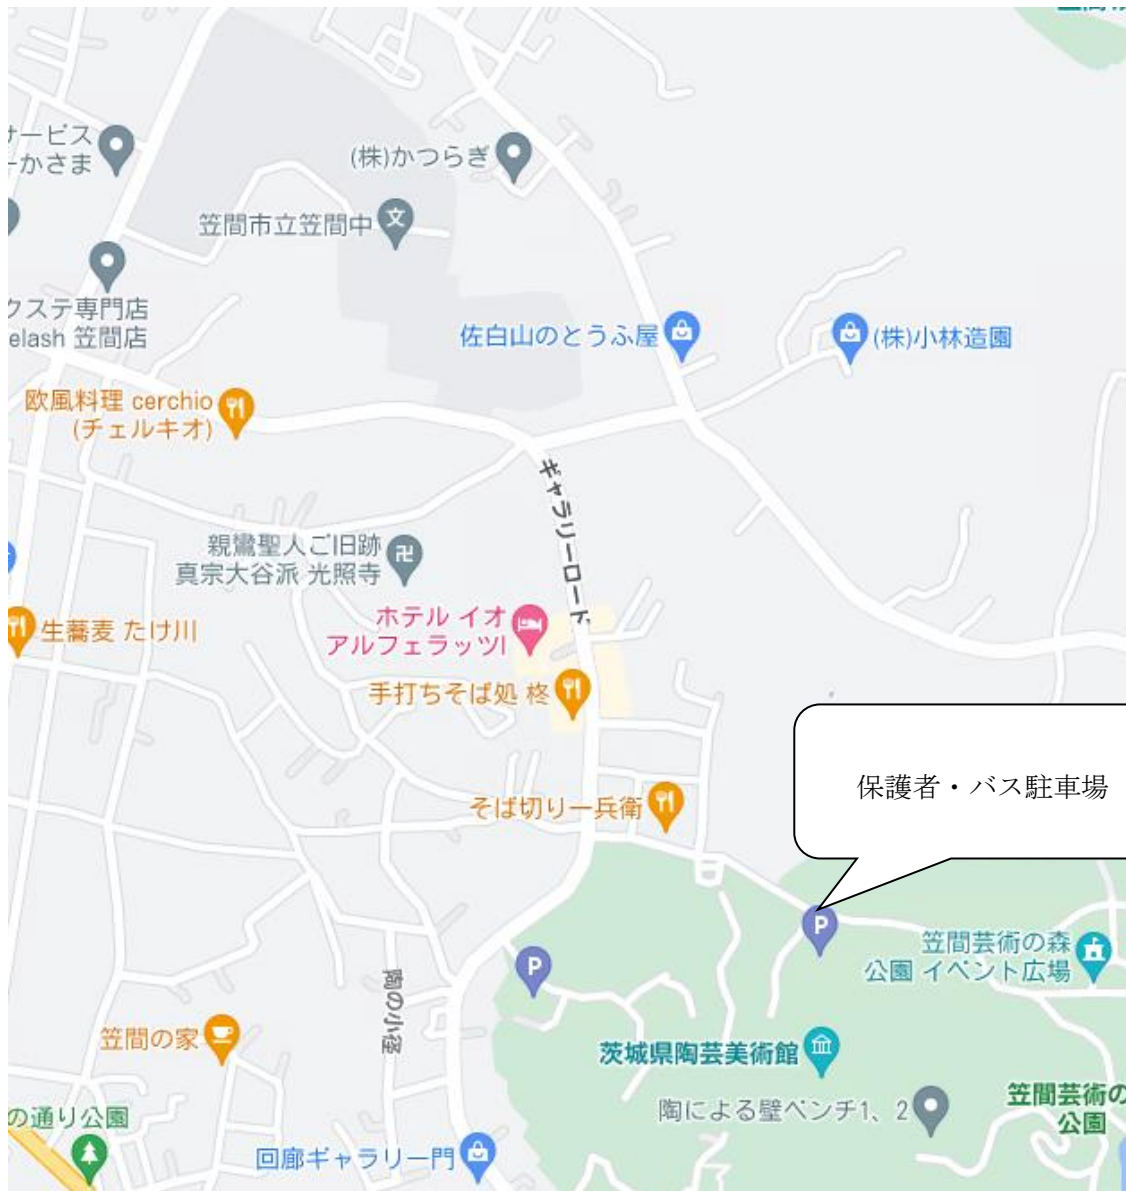 サービス
ーかさま
(株)かつらぎ
笠間市立笠間中
文
クステ専門店
elash 笠間店
佐白山のとうふ屋
(株)小林造園
欧風料理 cerchio
(チェルキオ)
ギャラリーロード
親鸞聖人ご旧跡
真宗大谷派 光照寺
卍
ホテル イオ
アルフェラッツI
生蕎麦 たけ川
手打ちそば処 柊
保護者・バス駐車場
そば切り一兵衛
P
P
笠間芸術の森
公園 イベント広場
陶の小径
笠間の家
茨城県陶芸美術館
陶による壁ベンチ1、2
笠間芸術の
公園
の通り公園
回廊ギャラリー門